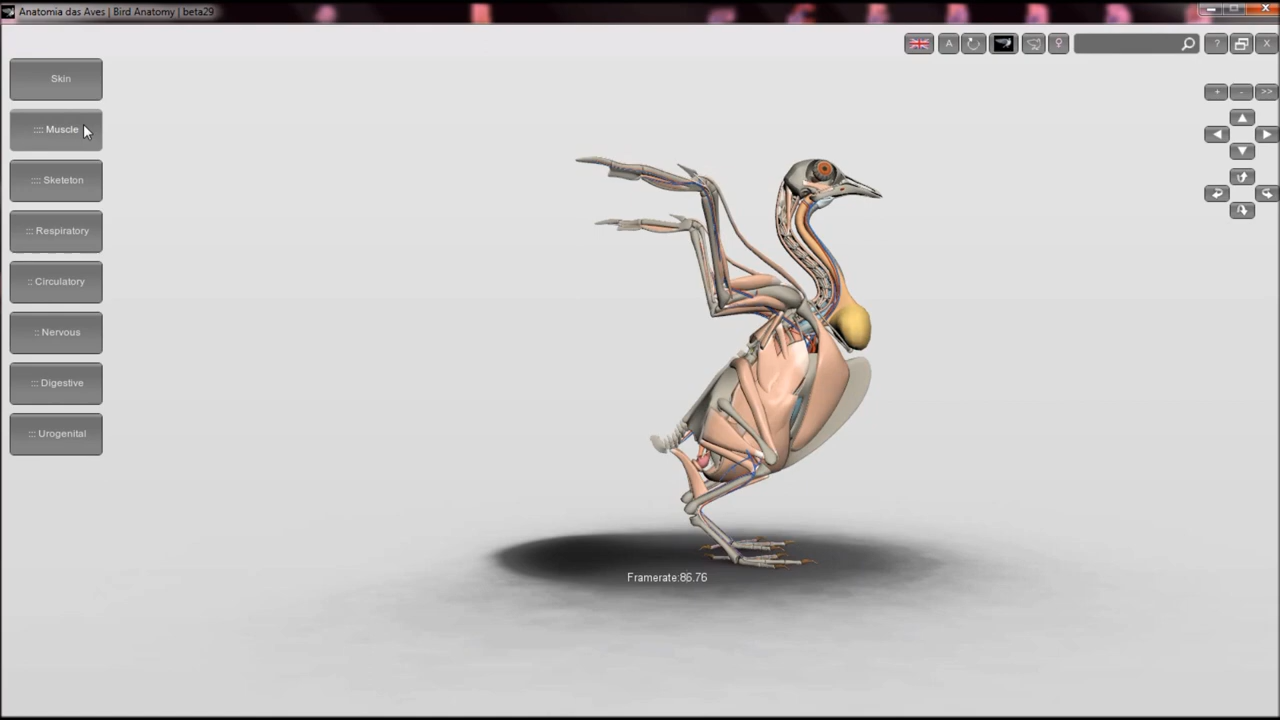 Anatomia das Aves | Bird Anatomy | beta29
A
?
X
+ - >>
Skin
:::: Muscle
:::: Skeleton
::: Respiratory
:: Circulatory
:: Nervous
::: Digestive
::: Urogenital
Framerate:86.76